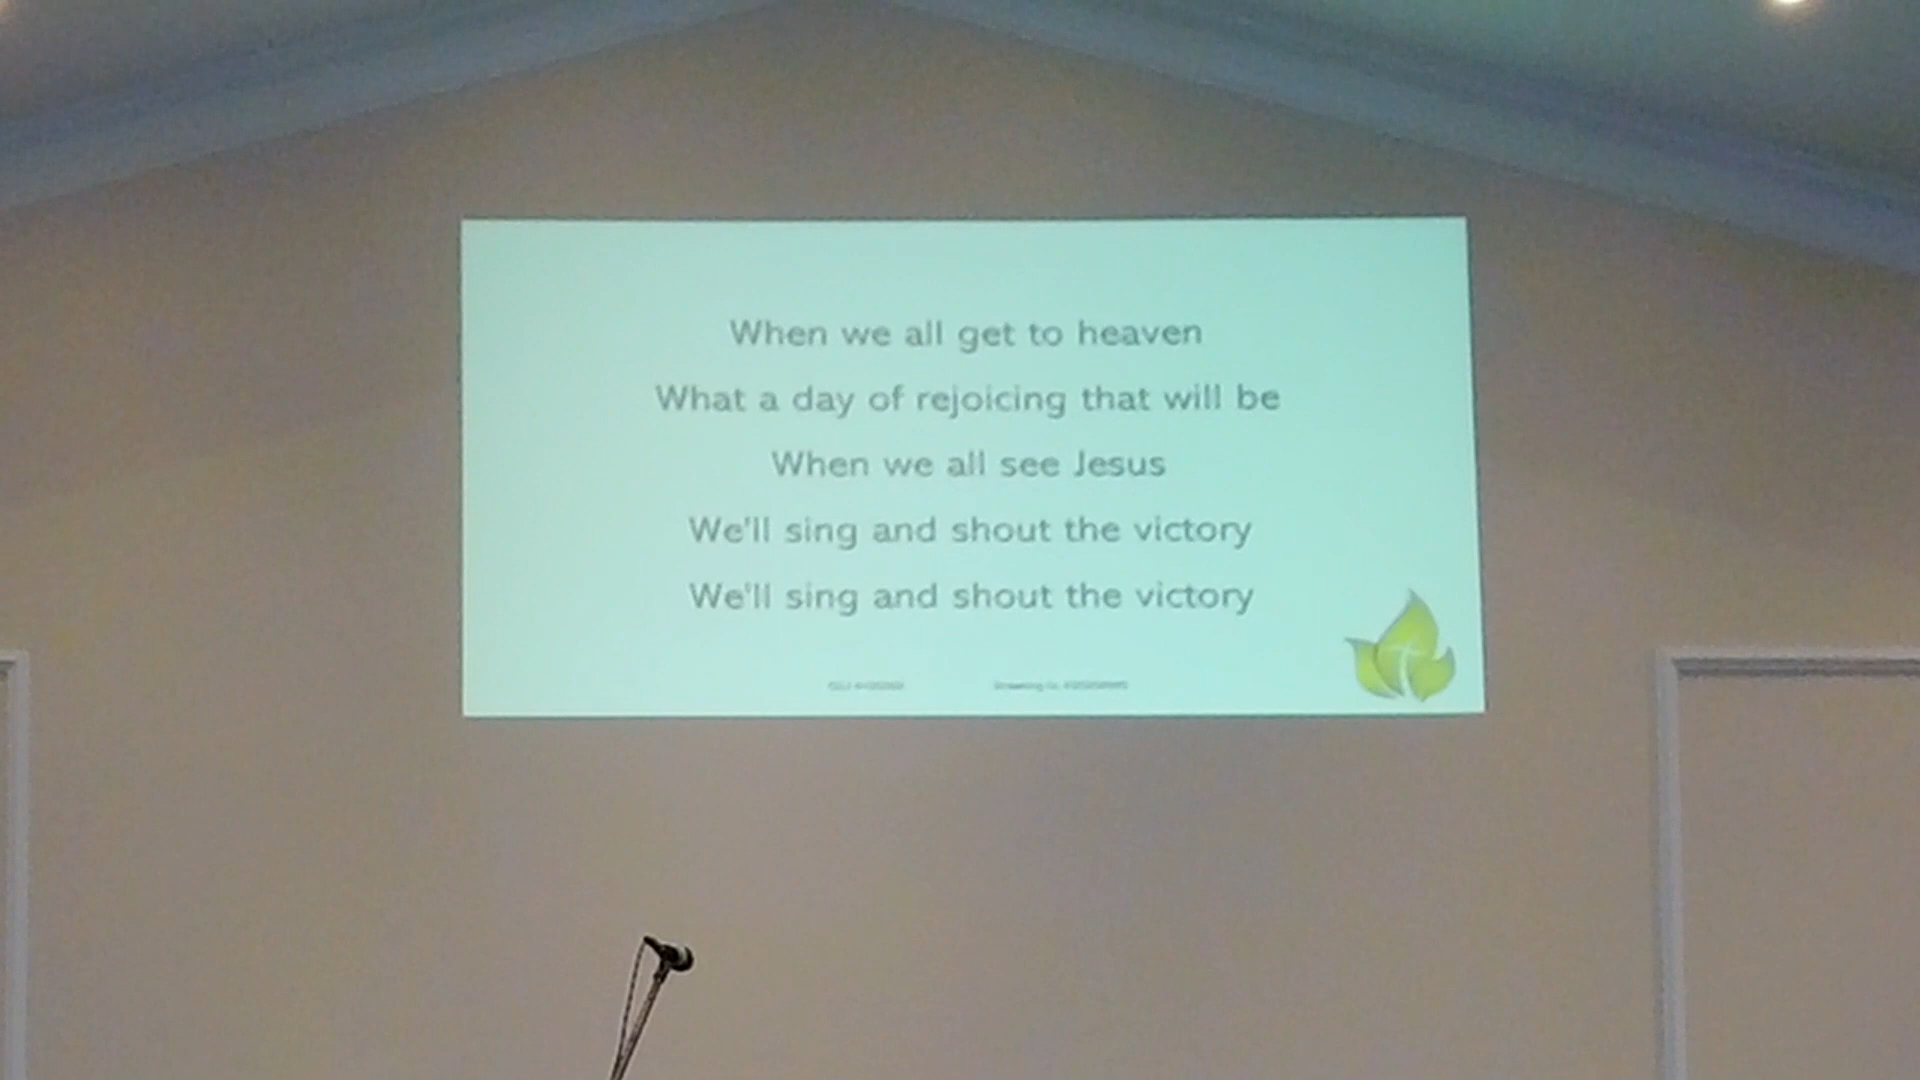 When we all get to heaven
What a day of rejoicing that will be
When we all see Jesus
We'll sing and shout the victory
We'll sing and shout the victory